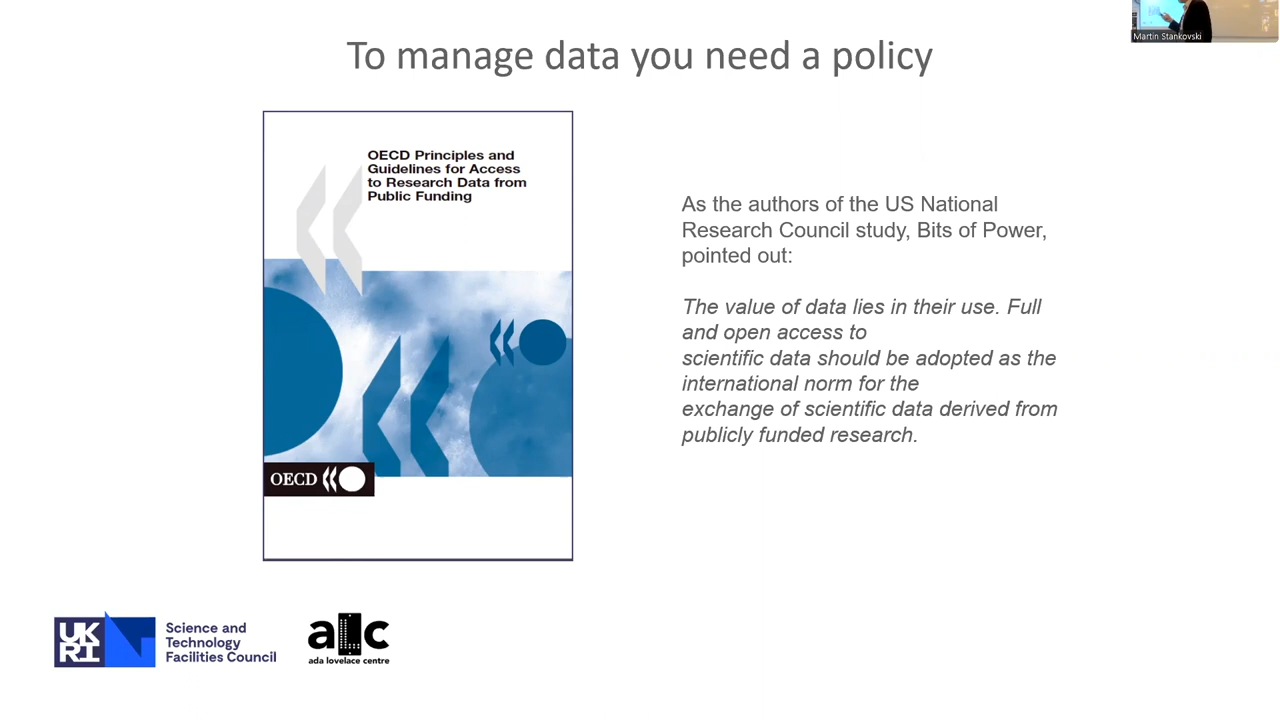 To manage data you need a policy
Martin Stankovski
OECD Principles and
Guidelines for Access
to Research Data from
Public Funding
OECD
As the authors of the US National
Research Council study, Bits of Power,
pointed out:
The value of data lies in their use. Full
and open access to
scientific data should be adopted as the
international norm for the
exchange of scientific data derived from
publicly funded research.
UK
RI
Science and
Technology
Facilities Council
alc
ada lovelace centre